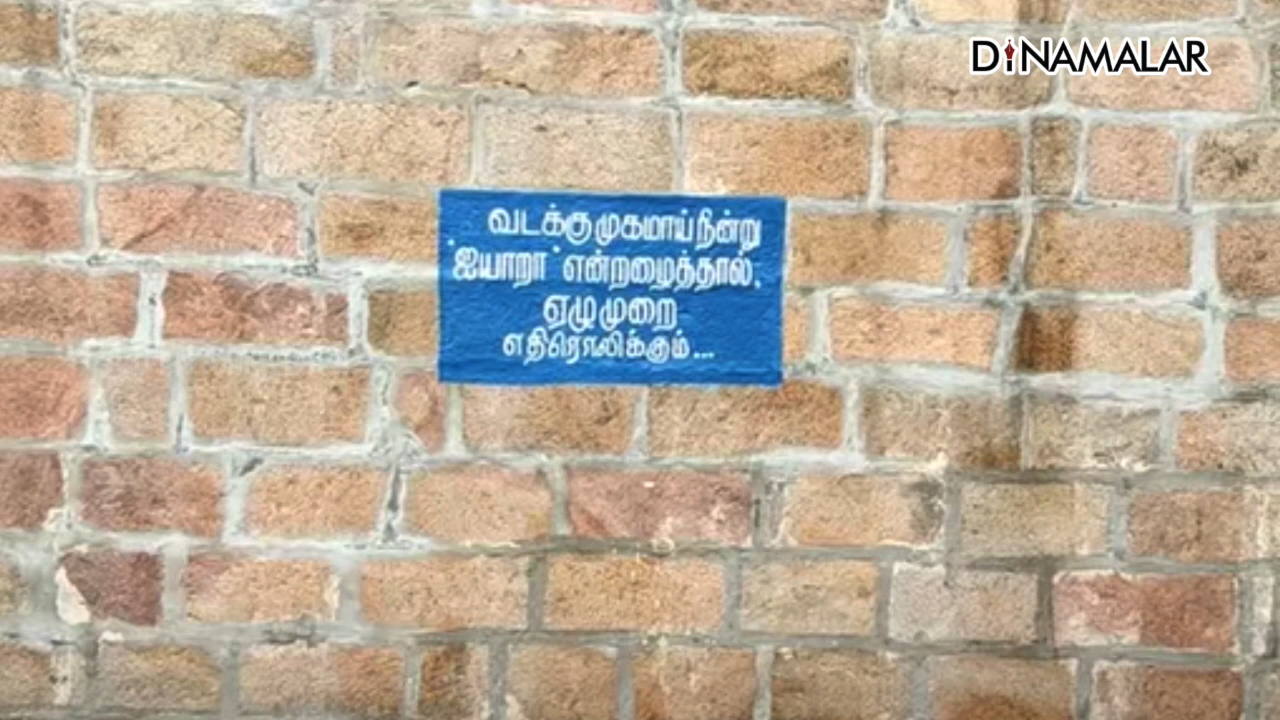 DINAMALAR
வடக்குமுகமாய் நின்று
'ஐயாறா' என்றழைத்தால்,
ஏழுமுறை
எதிரொலிக்கும்...